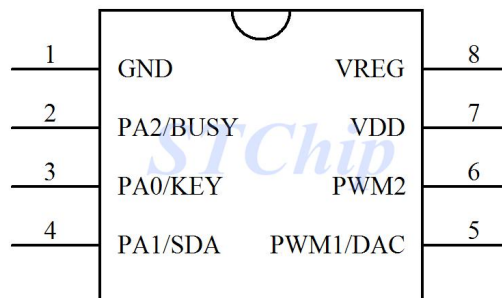 1 GND VREG 8
2 PA2/BUSY VDD 7
STChip
3 PA0/KEY PWM2 6
4 PA1/SDA PWM1/DAC 5